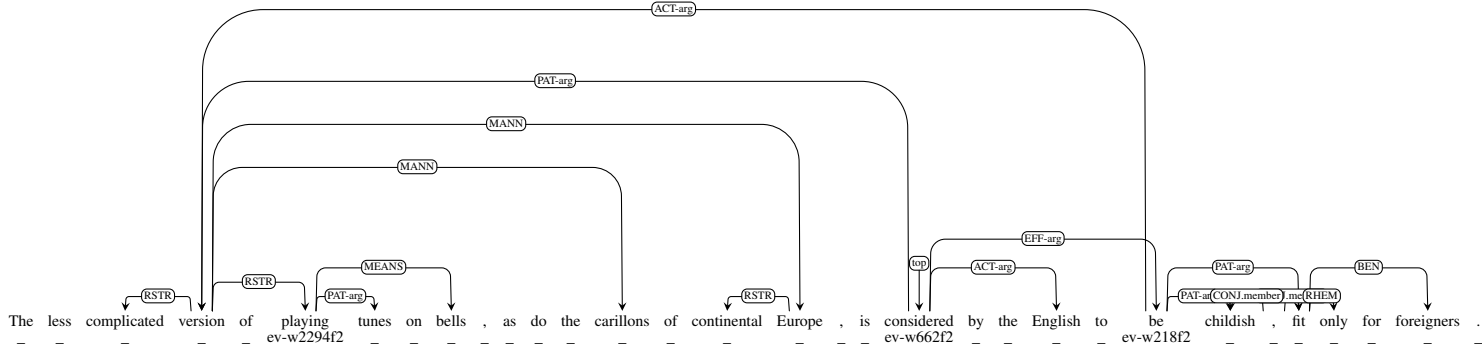 ACT-arg
PAT-arg
MANN
MANN
EFF-arg
top
MEANS ACT-arg PAT-arg BEN
RSTR
RSTR PAT-arg RSTR CONJ.member RHEM
The less complicated version of playing tunes on bells , as do the carillons of continental Europe , is considered by the English to be childish , fit only for foreigners .
_ _ _ _ _ ev-w2294f2 _ _ _ _ _ _ _ _ _ _ _ _ _ ev-w662f2 _ _ _ _ ev-w218f2 _ _ _ _ _ _ _